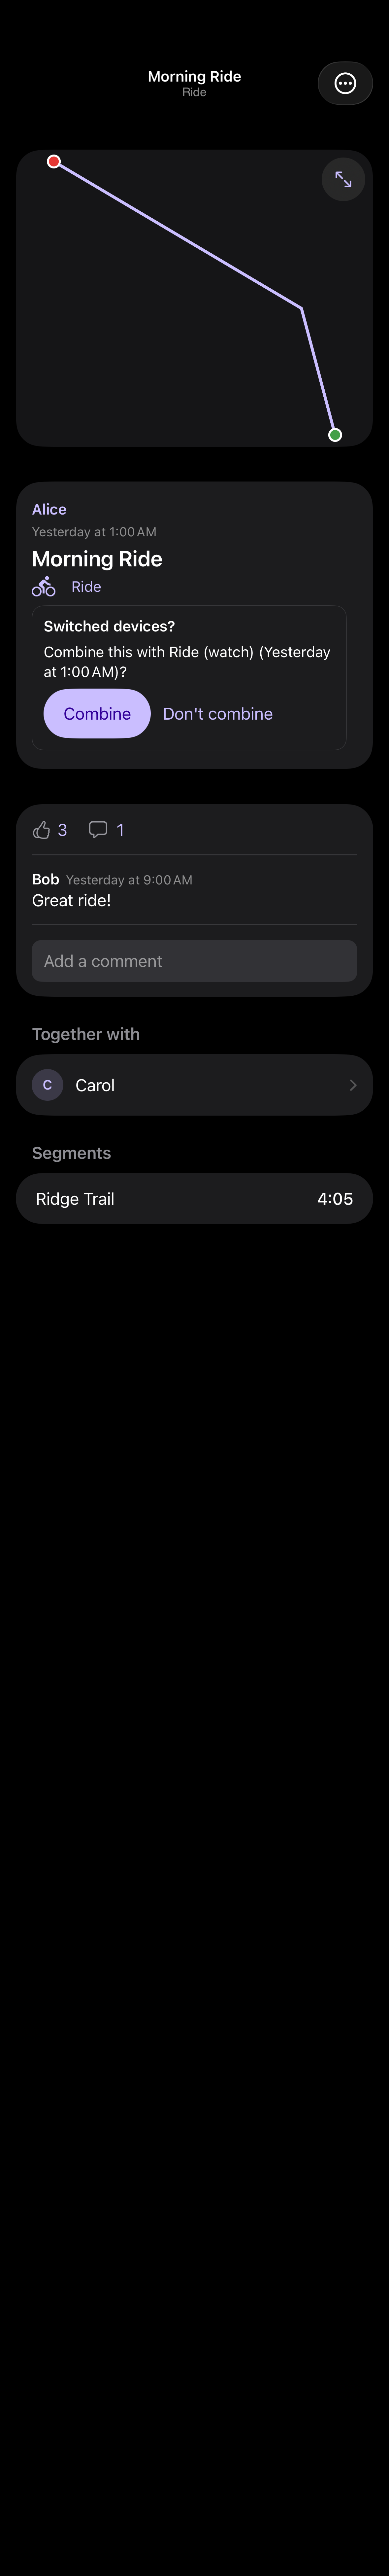 Morning Ride
Ride
Alice
Yesterday at 1:00 AM
Morning Ride
Ride
Switched devices?
Combine this with Ride (watch) (Yesterday
at 1:00 AM)?
Combine Don't combine
3 1
Bob Yesterday at 9:00 AM
Great ride!
Add a comment
Together with
C Carol
Segments
Ridge Trail 4:05